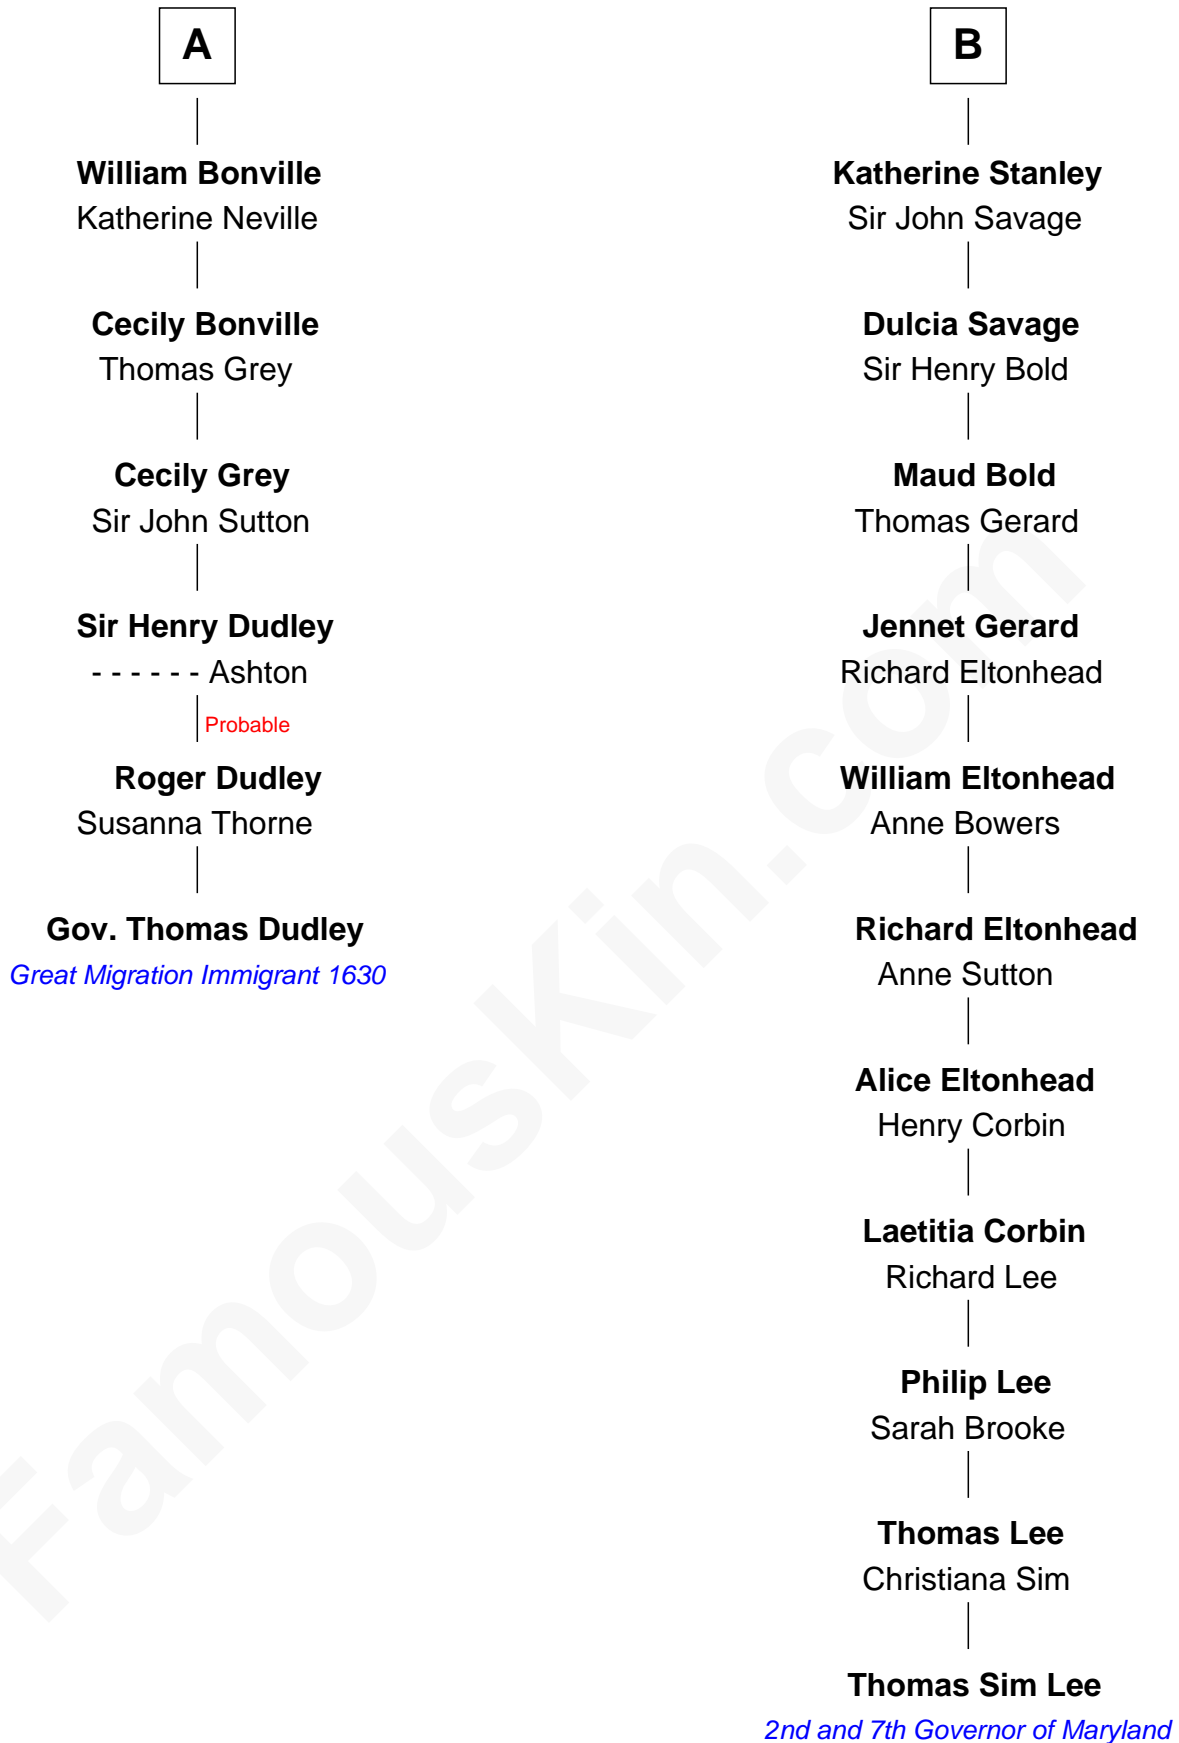 A
William Bonville
Katherine Neville
Cecily Bonville
Thomas Grey
Cecily Grey
Sir John Sutton
Sir Henry Dudley
- - - - - - Ashton
Probable
Roger Dudley
Susanna Thorne
Gov. Thomas Dudley
Great Migration Immigrant 1630
B
Katherine Stanley
Sir John Savage
Dulcia Savage
Sir Henry Bold
Maud Bold
Thomas Gerard
Jennet Gerard
Richard Eltonhead
William Eltonhead
Anne Bowers
Richard Eltonhead
Anne Sutton
Alice Eltonhead
Henry Corbin
Laetitia Corbin
Richard Lee
Philip Lee
Sarah Brooke
Thomas Lee
Christiana Sim
Thomas Sim Lee
2nd and 7th Governor of Maryland
FamousKin.com